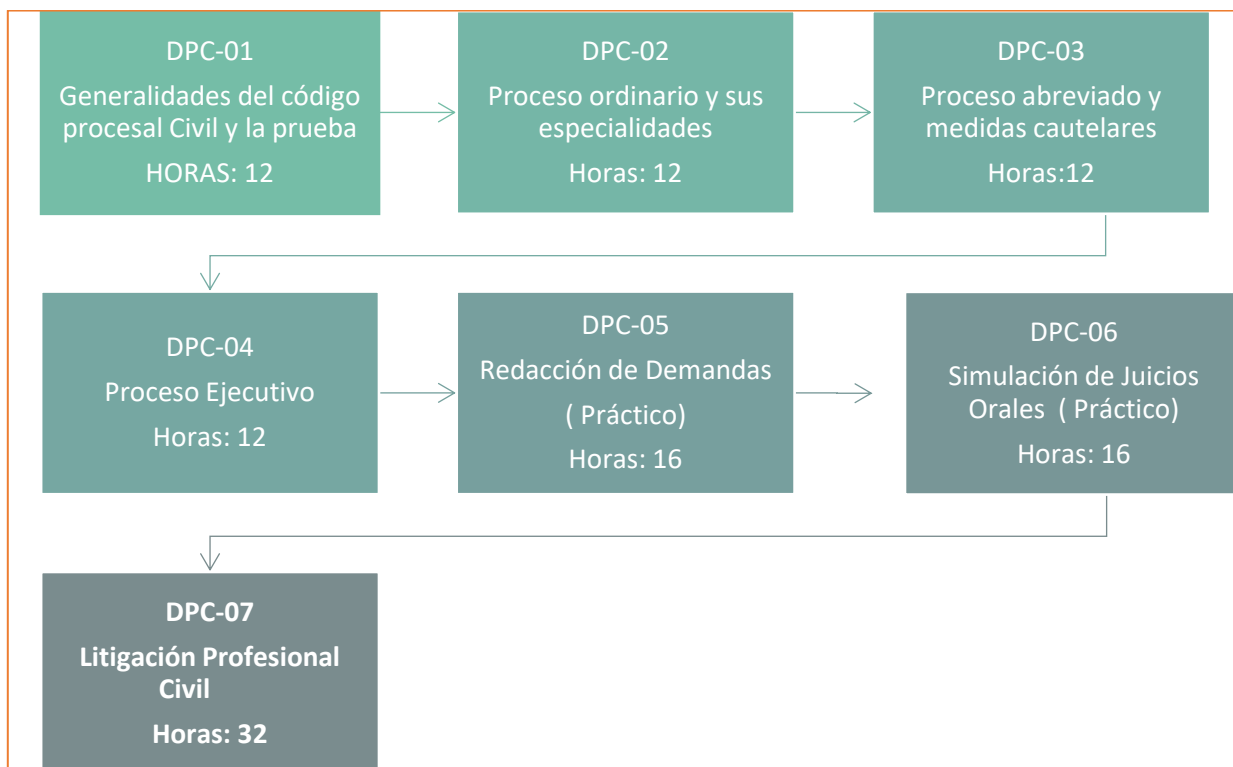 DPC-01
Generalidades del código
procesal Civil y la prueba
HORAS: 12
DPC-02
Proceso ordinario y sus
especialidades
Horas: 12
DPC-03
Proceso abreviado y
medidas cautelares
Horas:12
DPC-04
Proceso Ejecutivo
Horas: 12
DPC-05
Redacción de Demandas
( Práctico)
Horas: 16
DPC-06
Simulación de Juicios
Orales ( Práctico)
Horas: 16
DPC-07
Litigación Profesional
Civil
Horas: 32